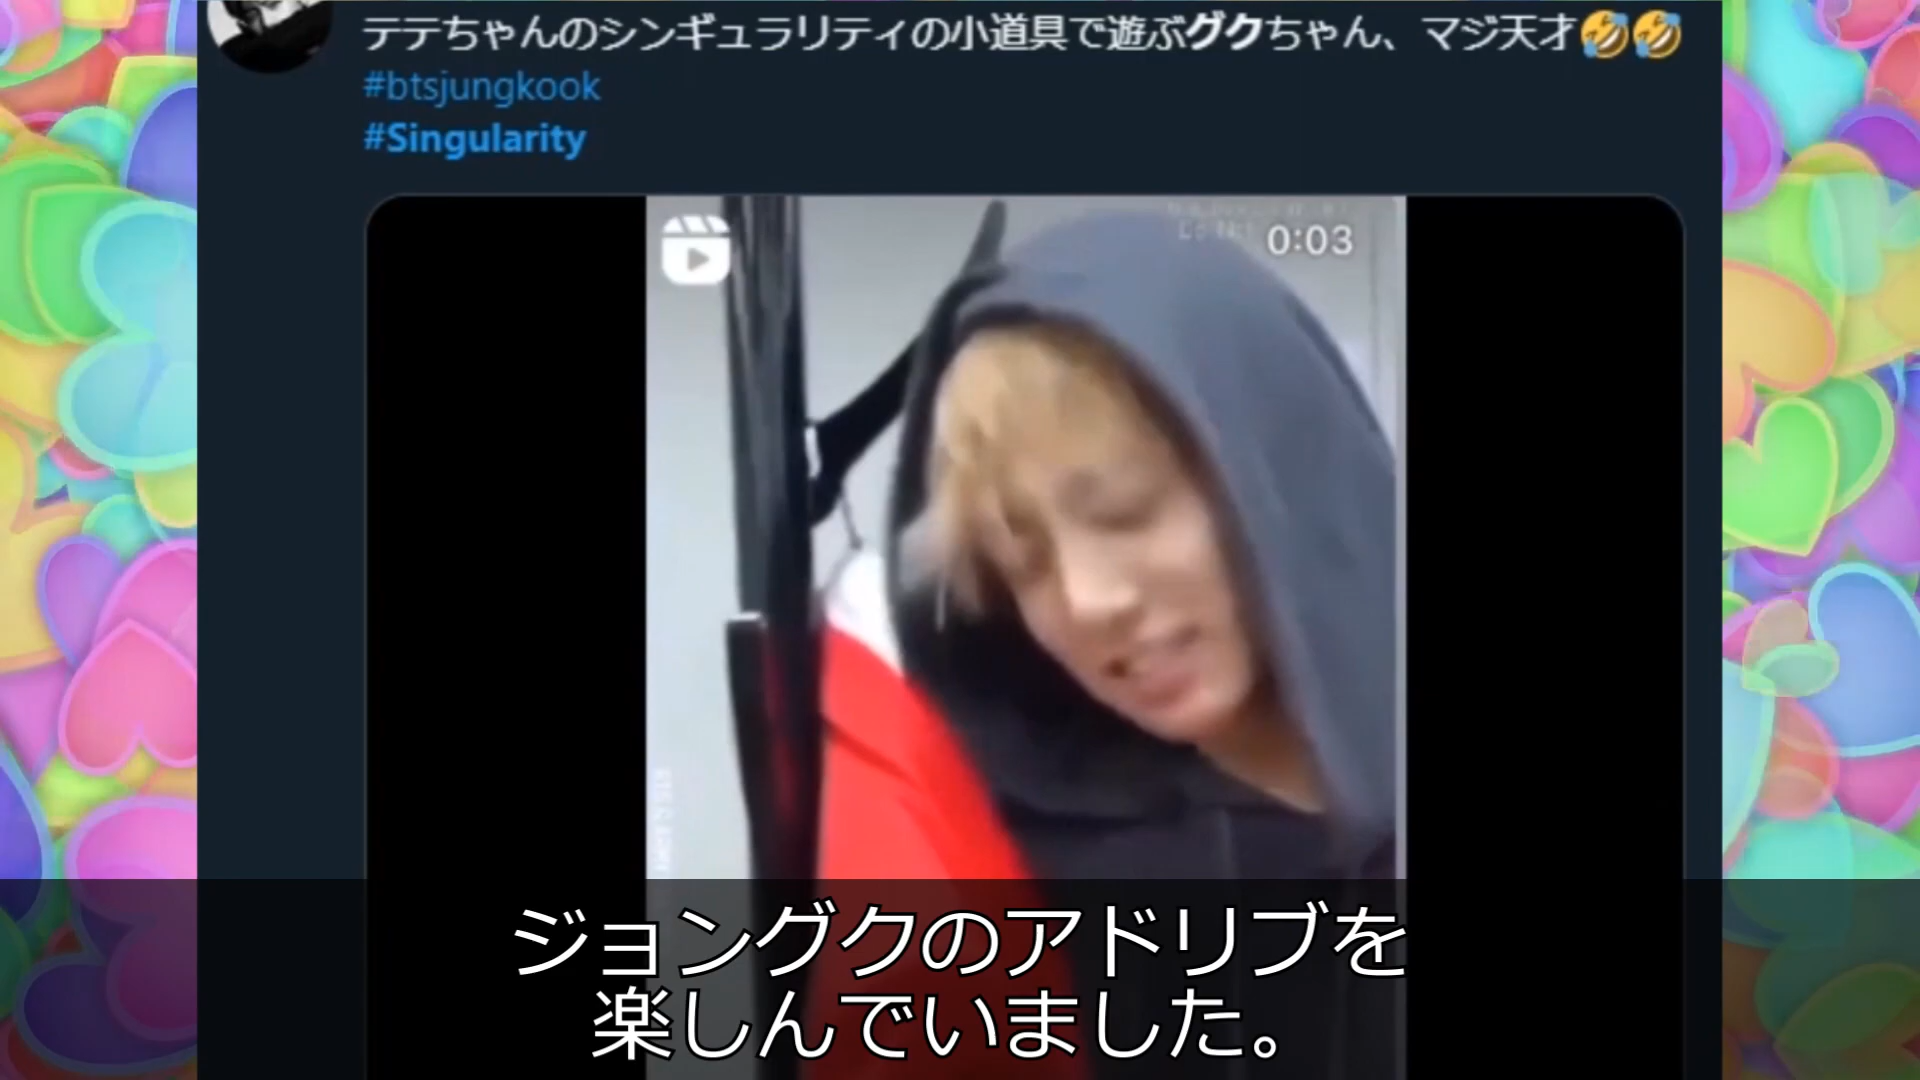 テテちゃんのシンギュラリティの小道具で遊ぶグクちゃん、マジ天才🤣🤣
#btsjungkook
#Singularity
0:03
ジョングクのアドリブを
楽しんでいました。